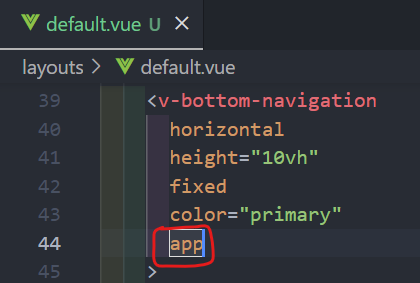 default.vue U ×
layouts > default.vue
39 <v-bottom-navigation
40 horizontal
41 height="10vh"
42 fixed
43 color="primary"
44 app
45 >